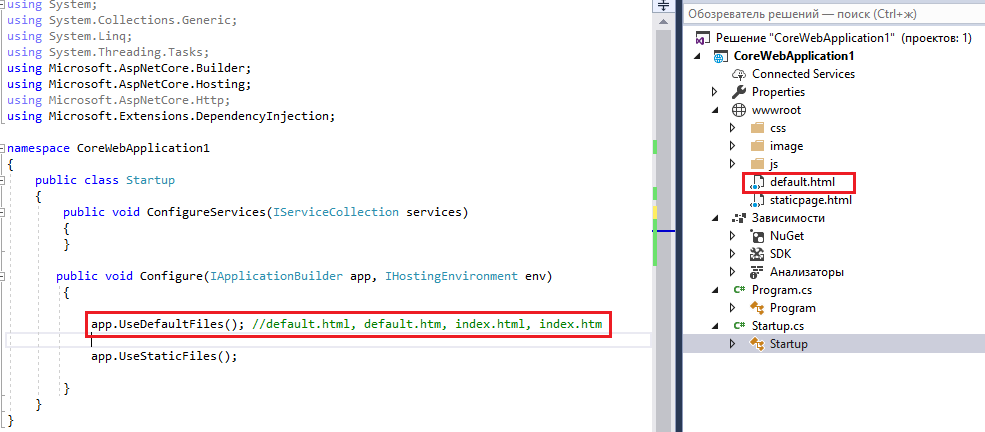 using System;
using System.Collections.Generic;
using System.Linq;
using System.Threading.Tasks;
using Microsoft.AspNetCore.Builder;
using Microsoft.AspNetCore.Hosting;
using Microsoft.AspNetCore.Http;
using Microsoft.Extensions.DependencyInjection;
namespace CoreWebApplication1
{
public class Startup
{
public void ConfigureServices(IServiceCollection services)
{
}
public void Configure(IApplicationBuilder app, IHostingEnvironment env)
{
app.UseDefaultFiles(); //default.html, default.htm, index.html, index.htm
app.UseStaticFiles();
}
}
}
Обозреватель решений — поиск (Ctrl+ж)
Решение "CoreWebApplication1" (проектов: 1)
CoreWebApplication1
Connected Services
Properties
wwwroot
css
image
js
default.html
staticpage.html
Зависимости
NuGet
SDK
Анализаторы
C# Program.cs
Program
C# Startup.cs
Startup